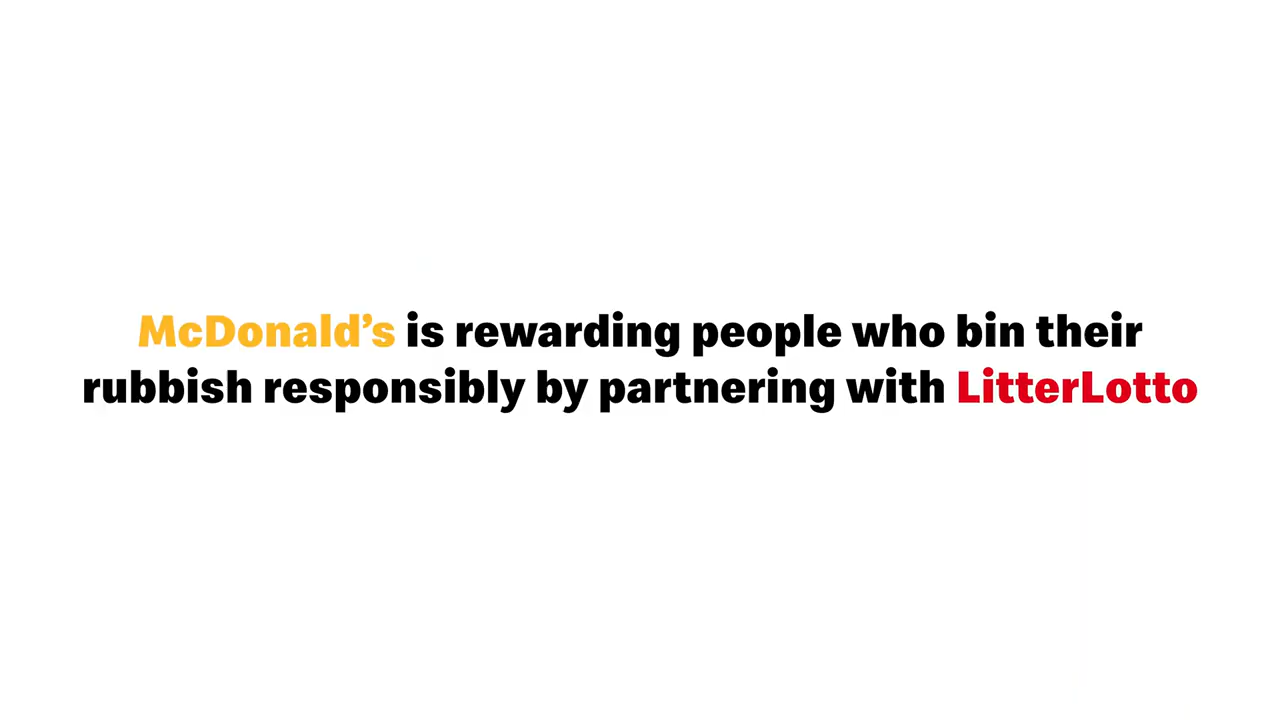 McDonald’s is rewarding people who bin their
rubbish responsibly by partnering with LitterLotto